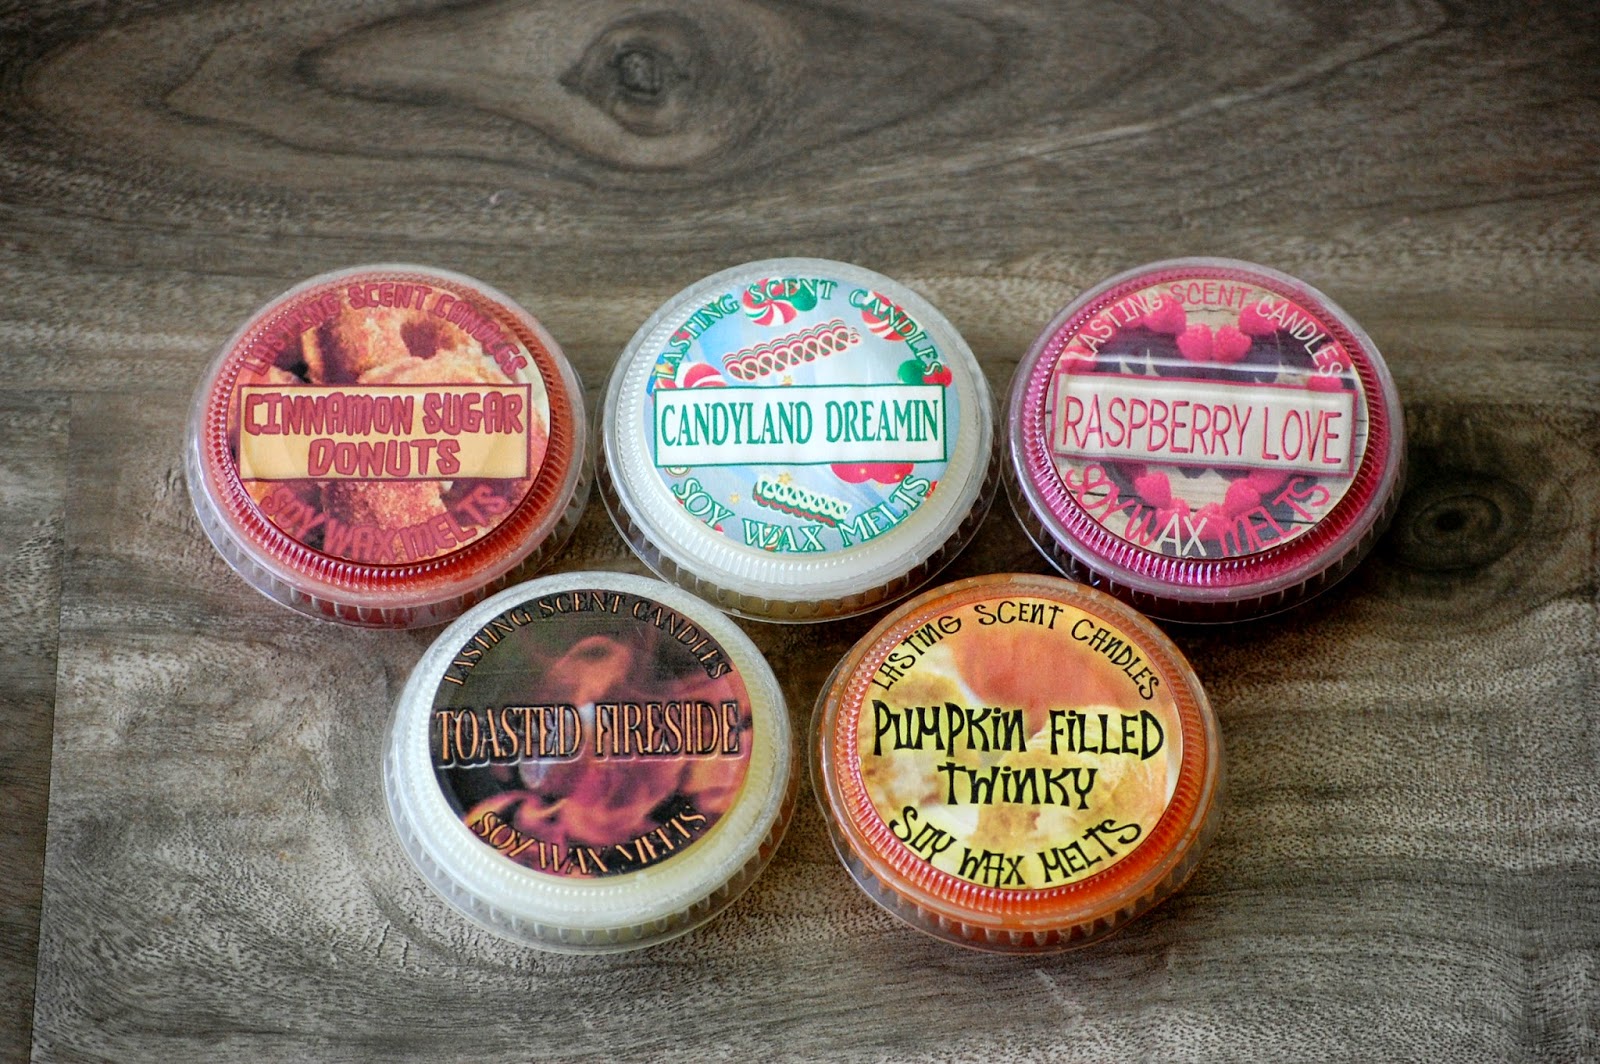 LASTING SCENT CANDLES
CINNAMON SUGAR
DONUTS
SOY WAX MELTS
LASTING SCENT CANDLES
CANDYLAND DREAMIN
SOY WAX MELTS
LASTING SCENT CANDLES
RASPBERRY LOVE
SOY WAX MELTS
LASTING SCENT CANDLES
TOASTED FIRESIDE
SOY WAX MELTS
LASTING SCENT CANDLES
PUMPKIN FILLED
TWINKY
SOY WAX MELTS